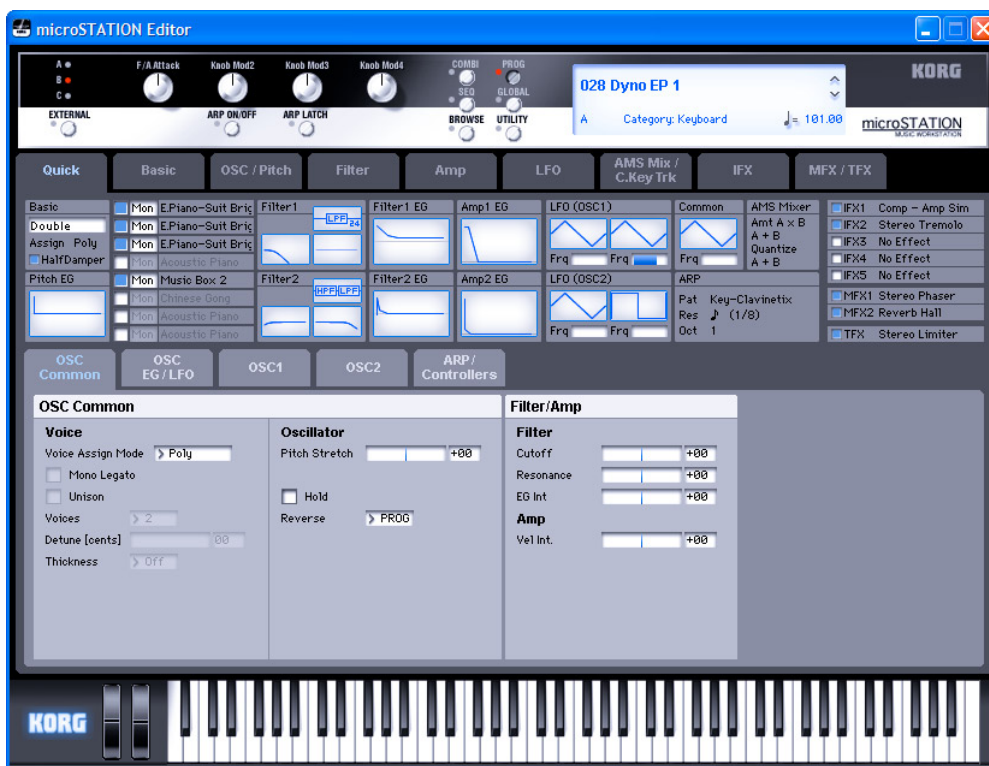 microSTATION Editor
A
B
C
F/A Attack Knob Mod2 Knob Mod3 Knob Mod4
COMBI PROG
SEQ GLOBAL
EXTERNAL ARP ON/OFF ARP LATCH BROWSE UTILITY
028 Dyno EP 1
A Category: Keyboard ♩= 101.00
KORG
microSTATION
MUSIC WORKSTATION
Quick Basic OSC / Pitch Filter Amp LFO AMS Mix / C.Key Trk IFX MFX / TFX
Basic
Double
Assign Poly
HalfDamper
Pitch EG
Mon E.Piano-Suit Bric
Mon E.Piano-Suit Bric
Mon E.Piano-Suit Bric
Mon Acoustic Piano
Mon Music Box 2
Mon Chinese Gong
Mon Acoustic Piano
Mon Acoustic Piano
Filter1
LPF 24
Filter2
HPF LPF
Filter1 EG
Filter2 EG
Amp1 EG
Amp2 EG
LFO (OSC1)
Frq Frq
LFO (OSC2)
Frq Frq
Common
Frq
AMS Mixer
Amt A x B
A + B
Quantize
A + B
ARP
Pat Key-Clavinetix
Res ♪ (1/8)
Oct 1
IFX1 Comp - Amp Sim
IFX2 Stereo Tremolo
IFX3 No Effect
IFX4 No Effect
IFX5 No Effect
MFX1 Stereo Phaser
MFX2 Reverb Hall
TFX Stereo Limiter
OSC Common OSC EG / LFO OSC1 OSC2 ARP / Controllers
OSC Common
Voice
Voice Assign Mode Poly
Mono Legato
Unison
Voices 2
Detune [cents] 00
Thickness Off
Oscillator
Pitch Stretch +00
Hold
Reverse PROG
Filter/Amp
Filter
Cutoff +00
Resonance +00
EG Int +00
Amp
Vel Int. +00
KORG